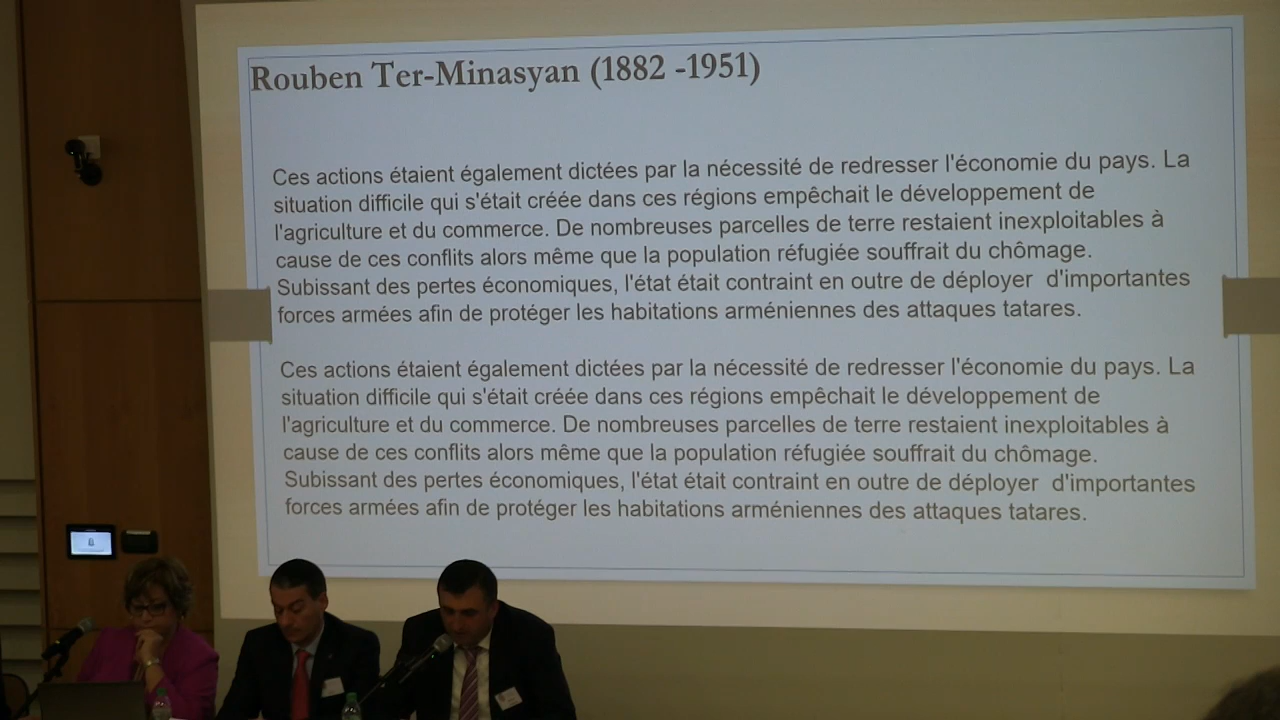 Rouben Ter-Minasyan (1882 -1951)
Ces actions étaient également dictées par la nécessité de redresser l'économie du pays. La
situation difficile qui s'était créée dans ces régions empêchait le développement de
l'agriculture et du commerce. De nombreuses parcelles de terre restaient inexploitables à
cause de ces conflits alors même que la population réfugiée souffrait du chômage.
Subissant des pertes économiques, l'état était contraint en outre de déployer  d'importantes
forces armées afin de protéger les habitations arméniennes des attaques tatares.
Ces actions étaient également dictées par la nécessité de redresser l'économie du pays. La
situation difficile qui s'était créée dans ces régions empêchait le développement de
l'agriculture et du commerce. De nombreuses parcelles de terre restaient inexploitables à
cause de ces conflits alors même que la population réfugiée souffrait du chômage.
Subissant des pertes économiques, l'état était contraint en outre de déployer  d'importantes
forces armées afin de protéger les habitations arméniennes des attaques tatares.